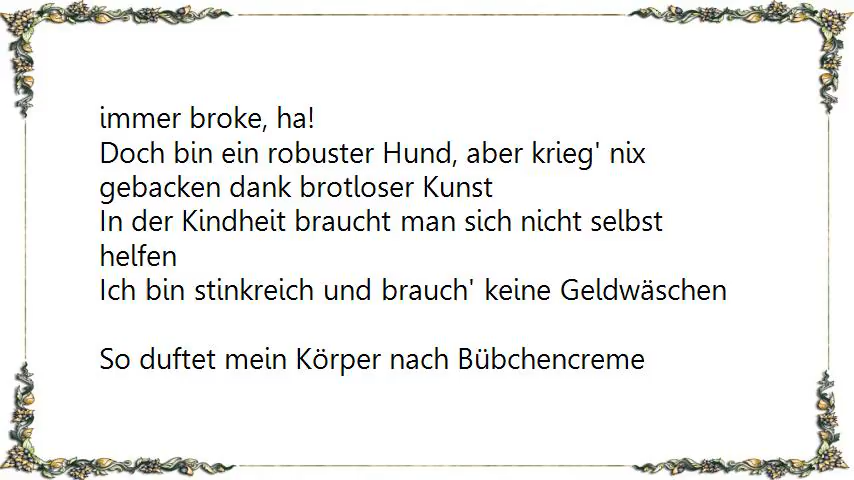 immer broke, ha!
Doch bin ein robuster Hund, aber krieg' nix
gebacken dank brotloser Kunst
In der Kindheit braucht man sich nicht selbst
helfen
Ich bin stinkreich und brauch' keine Geldwäschen
So duftet mein Körper nach Bübchencreme